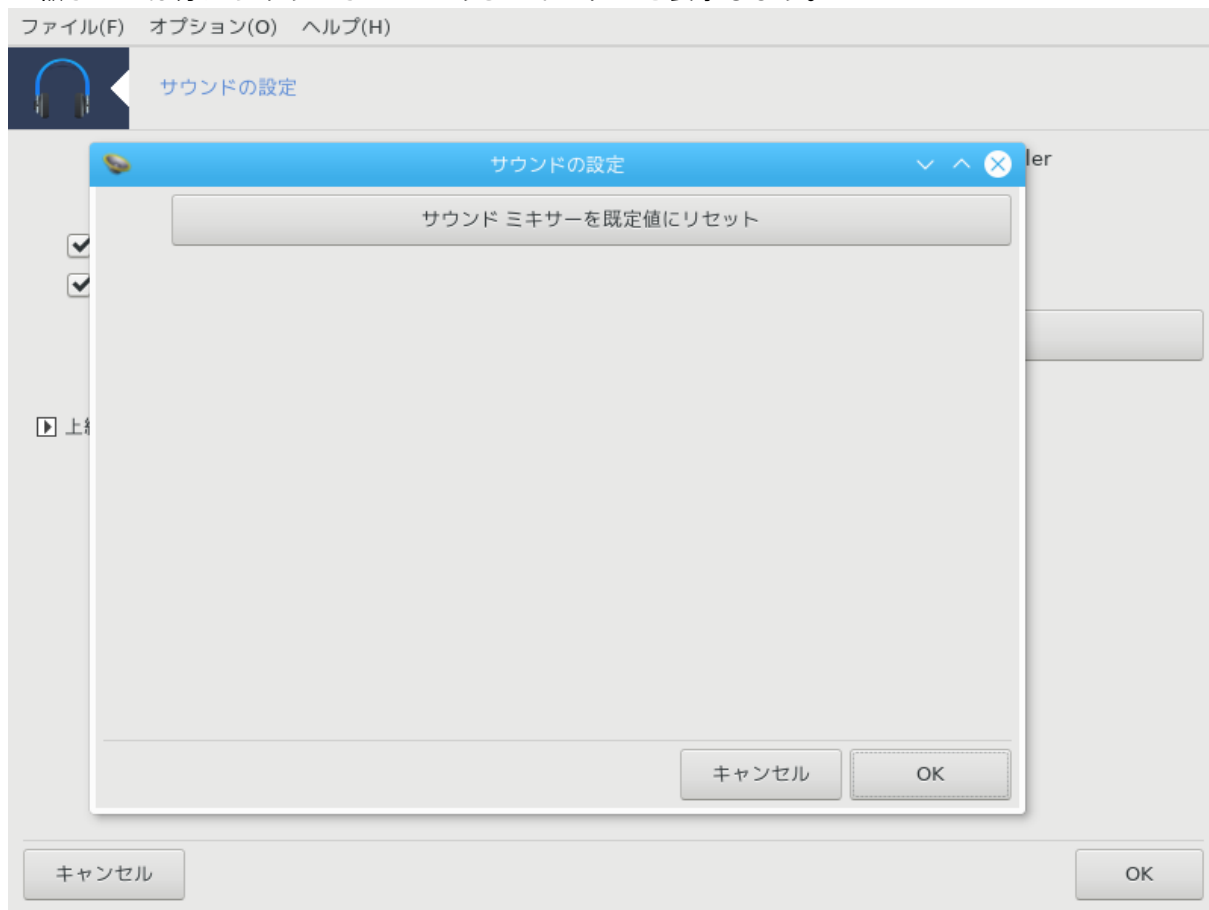 ファイル(F) オプション(O) ヘルプ(H)
サウンドの設定
サウンドの設定
ler
サウンド ミキサーを既定値にリセット
上
キャンセル OK
キャンセル OK